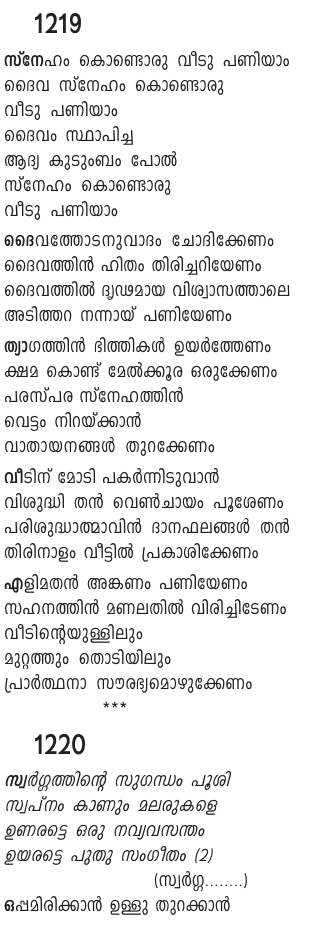 1219
സ്നേഹം കൊണ്ടൊരു വീടു പണിയാം
ദൈവ സ്നേഹം കൊണ്ടൊരു
വീടു പണിയാം
ദൈവം സ്ഥാപിച്ച
ആദ്യ കുടുംബം പോൽ
സ്നേഹം കൊണ്ടൊരു
വീടു പണിയാം
ദൈവത്തോടനുവാദം ചോദിക്കേണം
ദൈവത്തിൻ ഹിതം തിരിച്ചറിയേണം
ദൈവത്തിൽ ദൃഢമായ വിശ്വാസത്താലെ
അടിത്തറ നന്നായ് പണിയേണം
ത്യാഗത്തിൻ ഭിത്തികൾ ഉയർത്തേണം
ക്ഷമ കൊണ്ട് മേൽക്കൂര ഒരുക്കേണം
പരസ്പര സ്നേഹത്തിൻ
വെട്ടം നിറയ്ക്കാൻ
വാതായനങ്ങൾ തുറക്കേണം
വീടിന് മോടി പകർന്നിടുവാൻ
വിശുദ്ധി തൻ വെൺചായം പൂശേണം
പരിശുദ്ധാത്മാവിൻ ദാനഫലങ്ങൾ തൻ
തിരിനാളം വീട്ടിൽ പ്രകാശിക്കേണം
എളിമതൻ അങ്കണം പണിയേണം
സഹനത്തിൻ മണലതിൽ വിരിച്ചിടേണം
വീടിന്റെയുള്ളിലും
മുറ്റത്തും തൊടിയിലും
പ്രാർത്ഥനാ സൗരഭ്യമൊഴുക്കേണം
***
1220
സ്വർഗ്ഗത്തിന്റെ സുഗന്ധം പൂശി
സ്വപ്നം കാണും മലരുകളെ
ഉണരട്ടെ ഒരു നവ്യവസന്തം
ഉയരട്ടെ പുതു സംഗീതം (2)
(സ്വർഗ്ഗ........)
ഒപ്പമിരിക്കാൻ ഉള്ളു തുറക്കാൻ